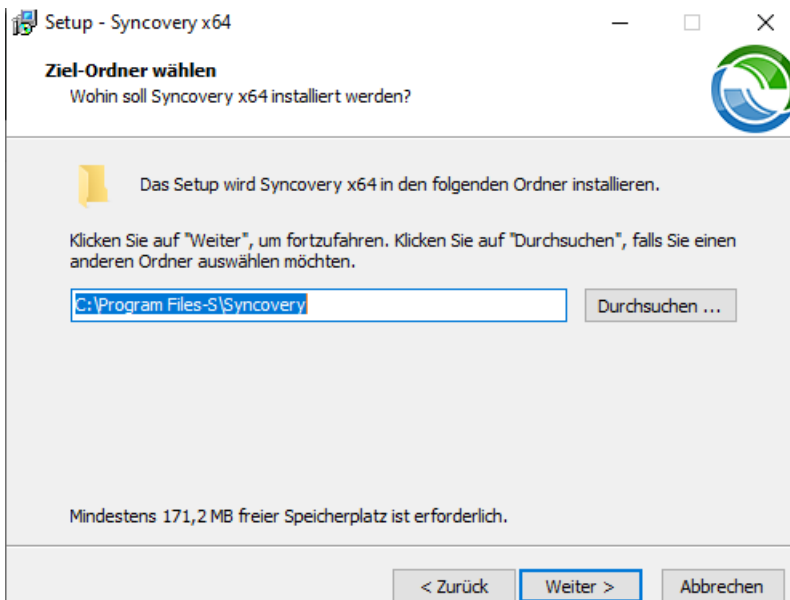 Setup - Syncovery x64
Ziel-Ordner wählen
Wohin soll Syncovery x64 installiert werden?
Das Setup wird Syncovery x64 in den folgenden Ordner installieren.
Klicken Sie auf "Weiter", um fortzufahren. Klicken Sie auf "Durchsuchen", falls Sie einen
anderen Ordner auswählen möchten.
C:\Program Files-S\Syncovery
Durchsuchen ...
Mindestens 171,2 MB freier Speicherplatz ist erforderlich.
< Zurück
Weiter >
Abbrechen